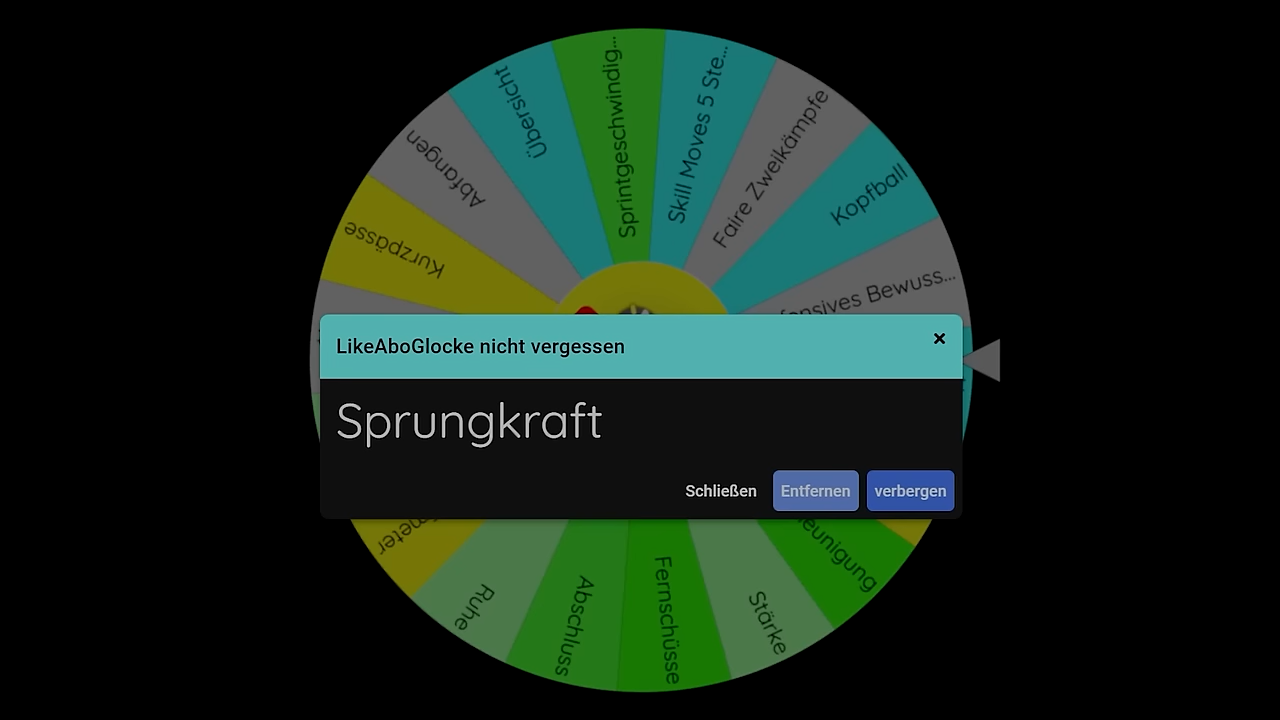 Sprintgeschwindig...
Skill Moves 5 Ste...
Faire Zweikämpfe
Kopfball
Übersicht
Abfangen
Kurzpässe
LikeAboGlocke nicht vergessen
×
Sprungkraft
Schließen
Entfernen
verbergen
Ruhe
Abschluss
Fernschüsse
Stärke